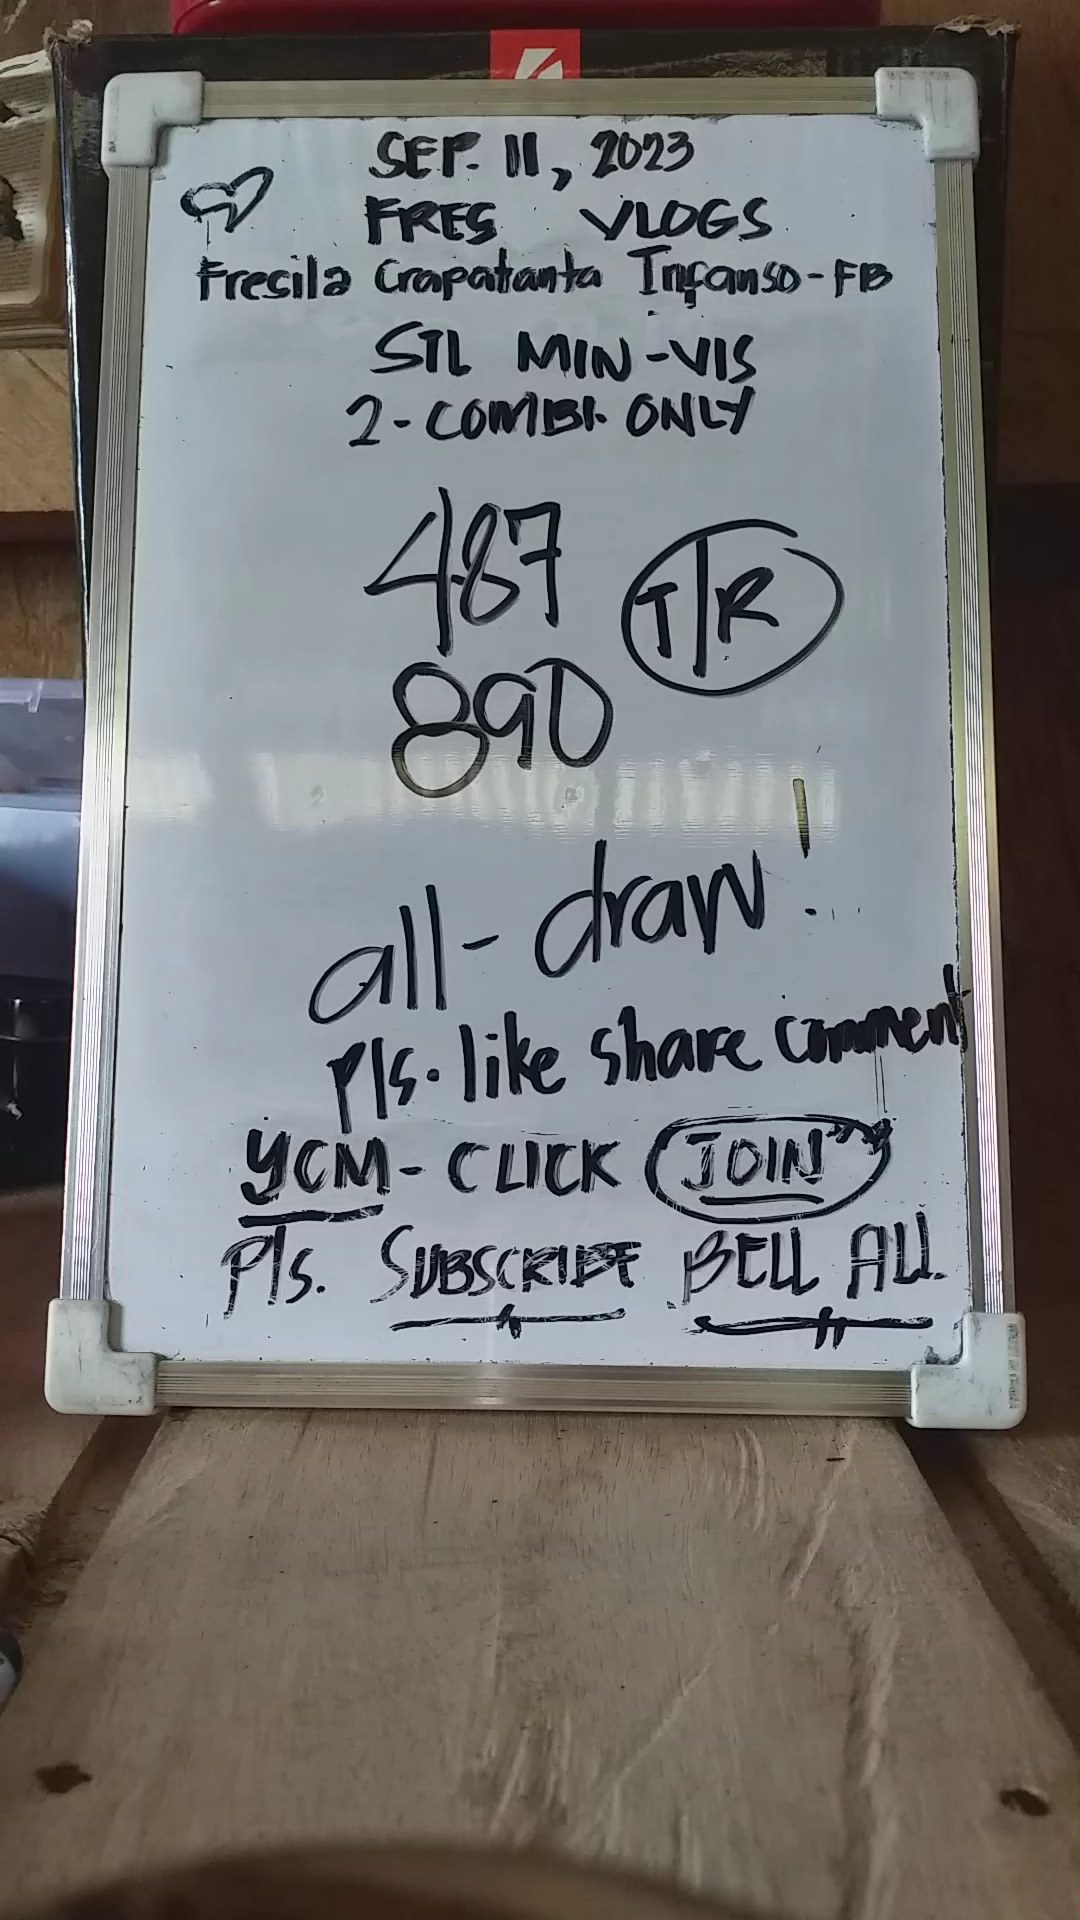 SEP. 11, 2023
FRES VLOGS
Fresila Crapatanta Infanso-FB
STL MIN-VIS
2-COMBI. ONLY
487
T/R
890
all-draw!
Pls. like share comment
YCM-CLICK JOIN
Pls. SUBSCRIBE BELL ALL